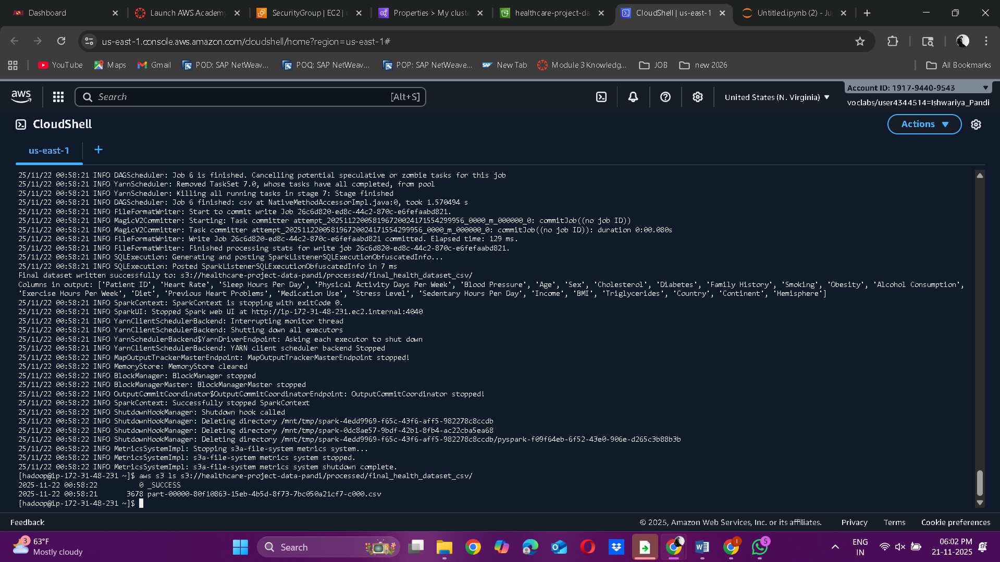 Dashboard
Launch AWS Academy
SecurityGroup | EC2 | u
Properties > My cluste
healthcare-project-da
CloudShell | us-east-1
Untitled.ipynb (2) - Ju
us-east-1.console.aws.amazon.com/cloudshell/home?region=us-east-1#
YouTube
Maps
Gmail
POD: SAP NetWeav...
POQ: SAP NetWeav...
POP: SAP NetWeave...
New Tab
Module 3 Knowledg...
JOB
new 2026
All Bookmarks
aws
Search
[Alt+S]
United States (N. Virginia)
Account ID: 1917-9440-9543
voclabs/user4344514=Ishwariya_Pandi
CloudShell
Actions
us-east-1
25/11/22 00:58:21 INFO DAGScheduler: Job 6 is finished. Cancelling potential speculative or zombie tasks for this job
25/11/22 00:58:21 INFO YarnScheduler: Removed TaskSet 7.0, whose tasks have all completed, from pool
25/11/22 00:58:21 INFO YarnScheduler: Killing all running tasks in stage 7: Stage finished
25/11/22 00:58:21 INFO DAGScheduler: Job 6 finished: csv at NativeMethodAccessorImpl.java:0, took 1.570494 s
25/11/22 00:58:21 INFO FileFormatWriter: Start to commit write Job 26c6d820-ed8c-44c2-870c-e6fefaabd821.
25/11/22 00:58:21 INFO MagicV2Committer: Starting: Task committer attempt_202511220058196720024171554299956_0000_m_000000_0: commitJob((no job ID))
25/11/22 00:58:21 INFO MagicV2Committer: Task committer attempt_202511220058196720024171554299956_0000_m_000000_0: commitJob((no job ID)): duration 0:00.080s
25/11/22 00:58:21 INFO FileFormatWriter: Write Job 26c6d820-ed8c-44c2-870c-e6fefaabd821 committed. Elapsed time: 129 ms.
25/11/22 00:58:21 INFO FileFormatWriter: Finished processing stats for write job 26c6d820-ed8c-44c2-870c-e6fefaabd821.
25/11/22 00:58:21 INFO SQLExecution: Generating and posting SparkListenerSQLExecutionObfuscatedInfo...
25/11/22 00:58:21 INFO SQLExecution: Posted SparkListenerSQLExecutionObfuscatedInfo in 7 ms
Final dataset written successfully to: s3://healthcare-project-data-pandi/processed/final_health_dataset_csv/
Columns in output: ['Patient ID', 'Heart Rate', 'Sleep Hours Per Day', 'Physical Activity Days Per Week', 'Blood Pressure', 'Age', 'Sex', 'Cholesterol', 'Diabetes', 'Family History', 'Smoking', 'Obesity', 'Alcohol Consumption',
'Exercise Hours Per Week', 'Diet', 'Previous Heart Problems', 'Medication Use', 'Stress Level', 'Sedentary Hours Per Day', 'Income', 'BMI', 'Triglycerides', 'Country', 'Continent', 'Hemisphere']
25/11/22 00:58:21 INFO SparkContext: SparkContext is stopping with exitCode 0.
25/11/22 00:58:21 INFO SparkUI: Stopped Spark web UI at http://ip-172-31-48-231.ec2.internal:4040
25/11/22 00:58:21 INFO YarnClientSchedulerBackend: Interrupting monitor thread
25/11/22 00:58:21 INFO YarnClientSchedulerBackend: Shutting down all executors
25/11/22 00:58:21 INFO YarnSchedulerBackend$YarnDriverEndpoint: Asking each executor to shut down
25/11/22 00:58:21 INFO YarnClientSchedulerBackend: YARN client scheduler backend Stopped
25/11/22 00:58:22 INFO MapOutputTrackerMasterEndpoint: MapOutputTrackerMasterEndpoint stopped!
25/11/22 00:58:22 INFO MemoryStore: MemoryStore cleared
25/11/22 00:58:22 INFO BlockManager: BlockManager stopped
25/11/22 00:58:22 INFO BlockManagerMaster: BlockManagerMaster stopped
25/11/22 00:58:22 INFO OutputCommitCoordinator$OutputCommitCoordinatorEndpoint: OutputCommitCoordinator stopped!
25/11/22 00:58:22 INFO SparkContext: Successfully stopped SparkContext
25/11/22 00:58:22 INFO ShutdownHookManager: Shutdown hook called
25/11/22 00:58:22 INFO ShutdownHookManager: Deleting directory /mnt/tmp/spark-4edd9969-f65c-43f6-aff5-982278c8ccdb
25/11/22 00:58:22 INFO ShutdownHookManager: Deleting directory /mnt/tmp/spark-0dc8ae57-9bdf-42b1-8fb4-ac22cba5ea68
25/11/22 00:58:22 INFO ShutdownHookManager: Deleting directory /mnt/tmp/spark-4edd9969-f65c-43f6-aff5-982278c8ccdb/pyspark-f09f64eb-6f52-43e0-906e-d265c3b88b3b
25/11/22 00:58:22 INFO MetricsSystemImpl: Stopping s3a-file-system metrics system...
25/11/22 00:58:22 INFO MetricsSystemImpl: s3a-file-system metrics system stopped.
25/11/22 00:58:22 INFO MetricsSystemImpl: s3a-file-system metrics system shutdown complete.
[hadoop@ip-172-31-48-231 ~]$ aws s3 ls s3://healthcare-project-data-pandi/processed/final_health_dataset_csv/
2025-11-22 00:58:22 0 _SUCCESS
2025-11-22 00:58:21 3678 part-00000-80f10863-15eb-4b5d-8f73-7bc050a21cf7-c000.csv
[hadoop@ip-172-31-48-231 ~]$
Feedback
© 2025, Amazon Web Services, Inc. or its affiliates.
Privacy
Terms
Cookie preferences
3
63°F
Mostly cloudy
Search
5
ENG
IN
06:02 PM
21-11-2025